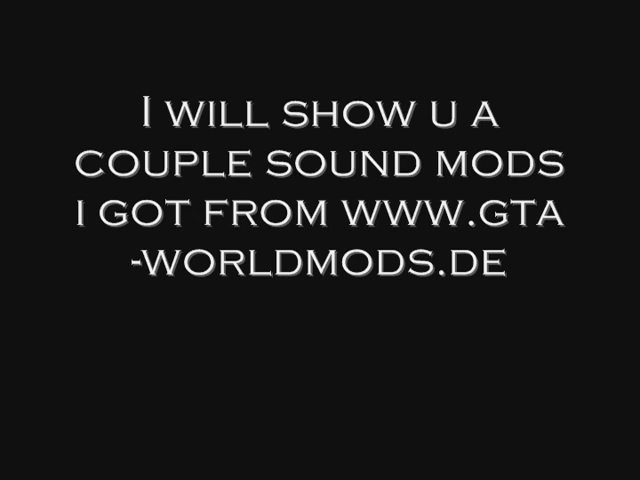 I WILL SHOW U A
COUPLE SOUND MODS
I GOT FROM WWW.GTA
-WORLDMODS.DE